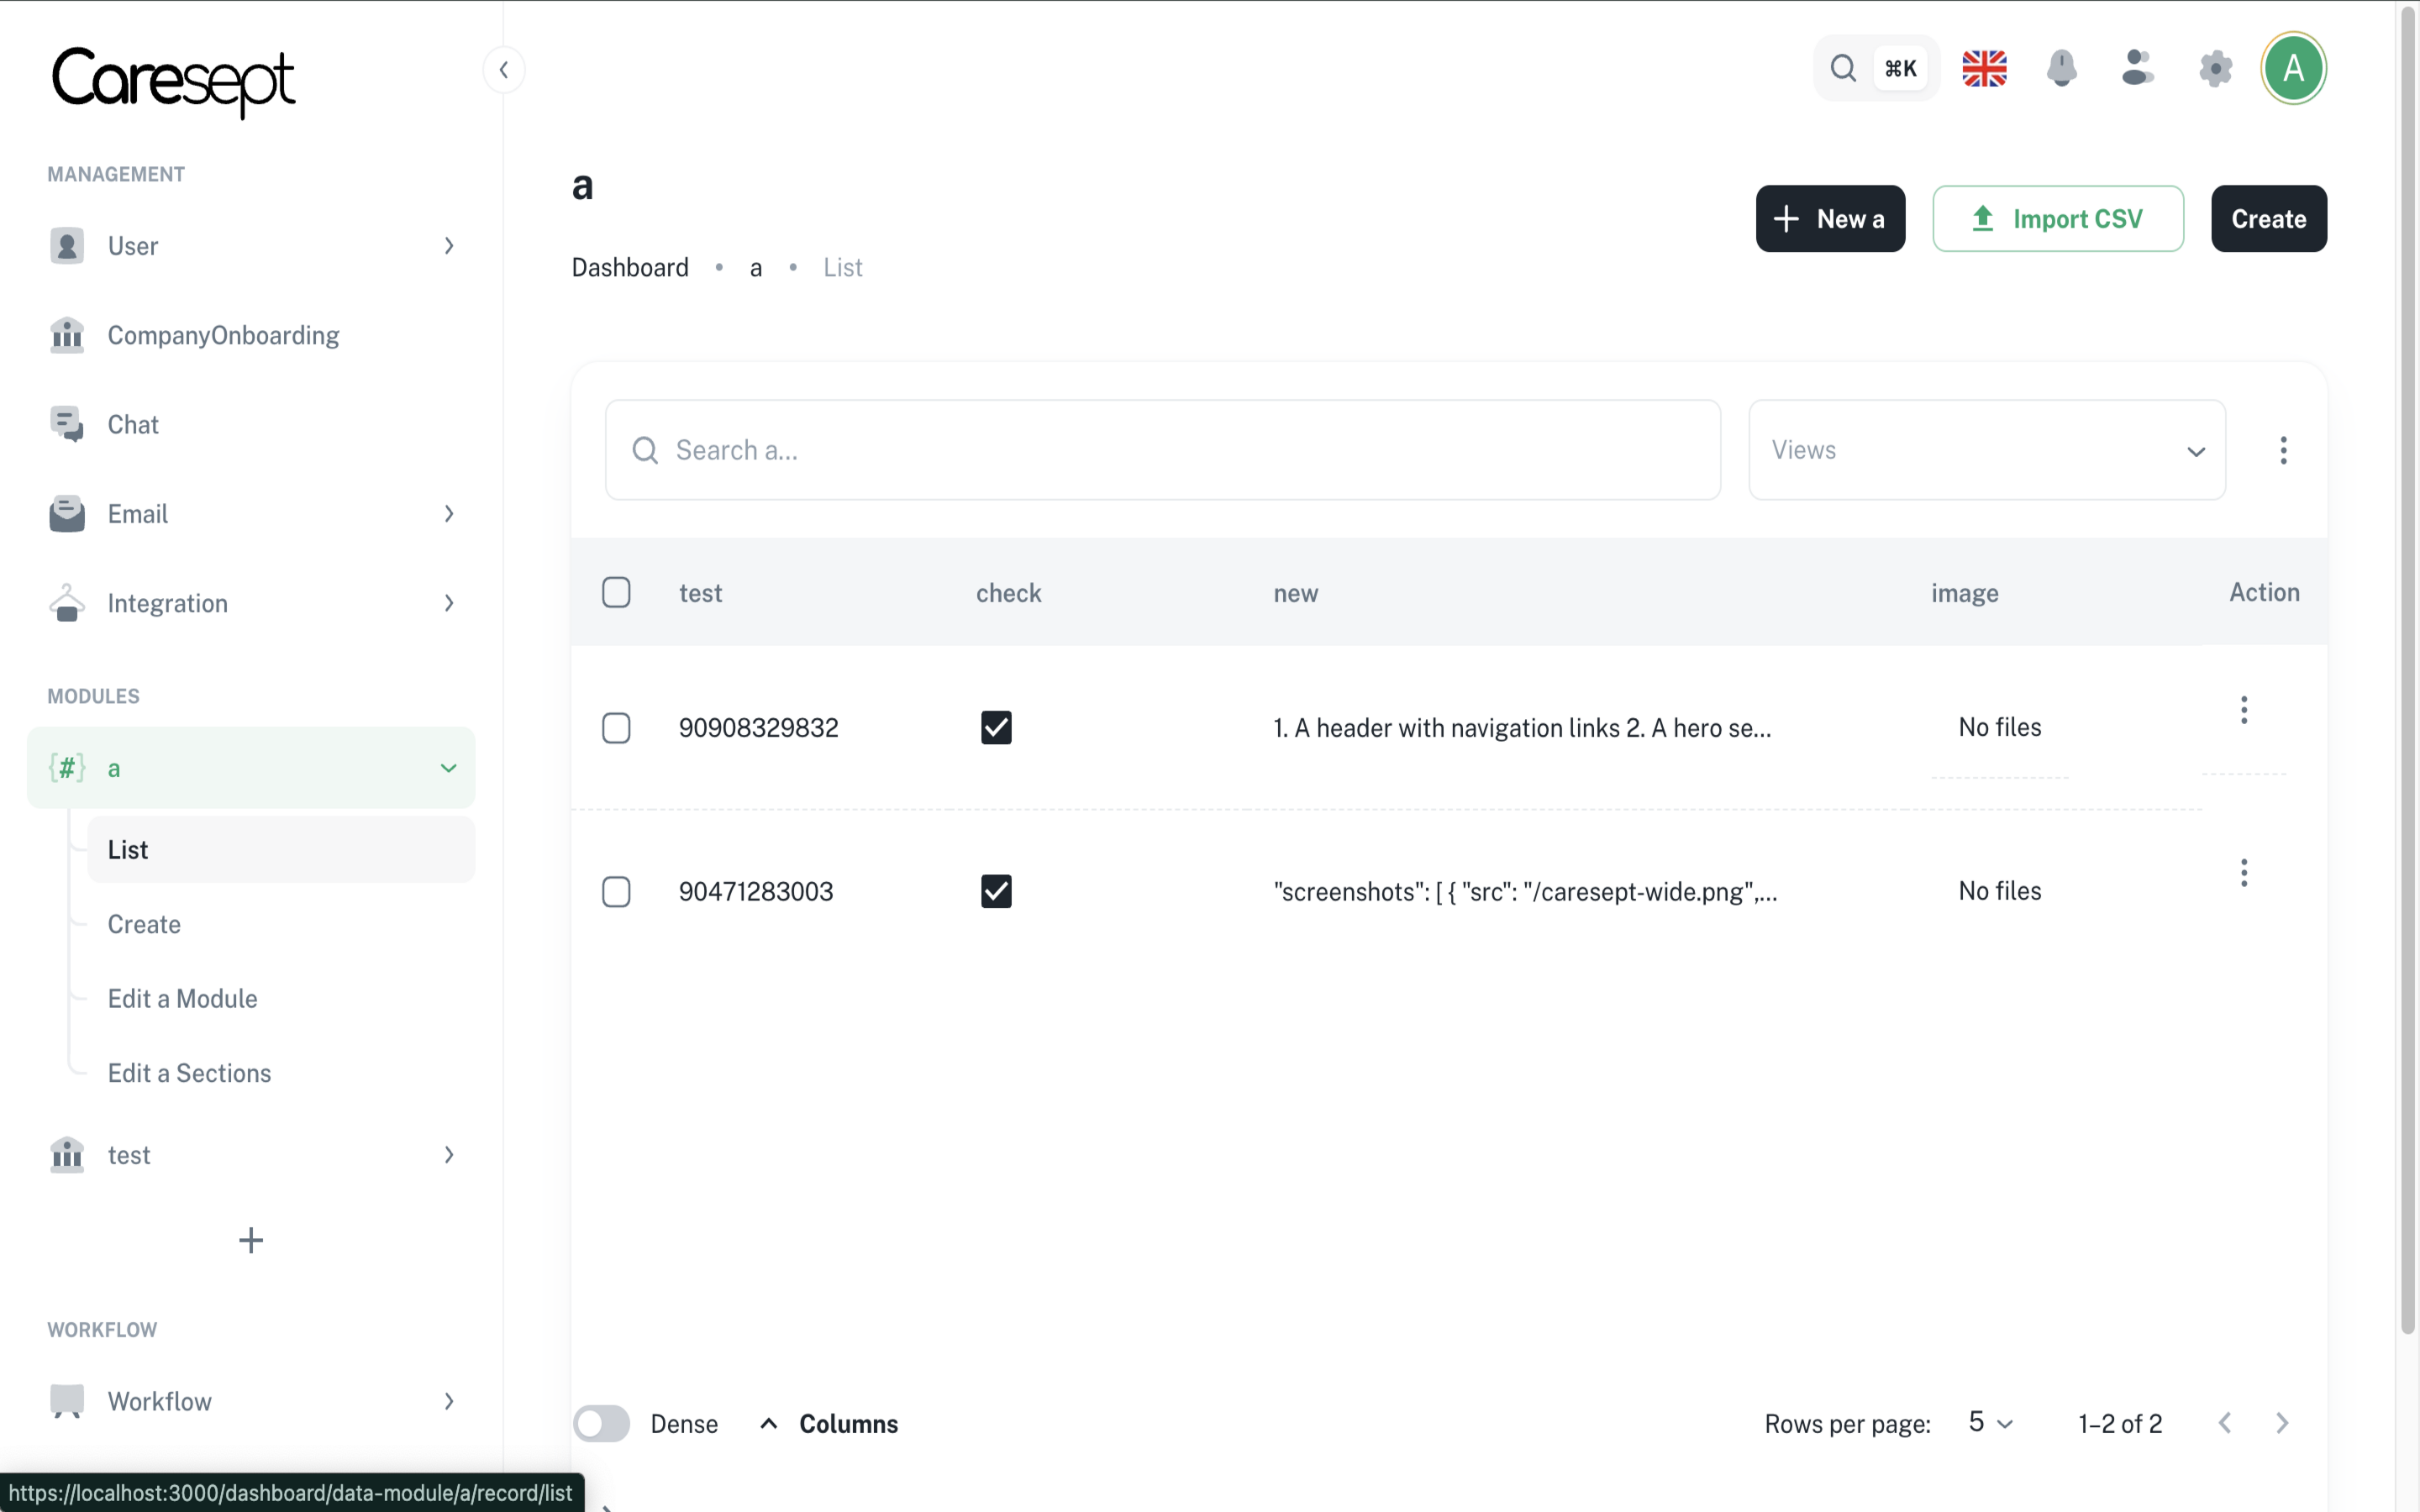 Caresept
⌘K
A
MANAGEMENT
User
CompanyOnboarding
Chat
Email
Integration
MODULES
{#} a
List
Create
Edit a Module
Edit a Sections
test
WORKFLOW
Workflow
https://localhost:3000/dashboard/data-module/a/record/list
a
Dashboard • a • List
New a
Import CSV
Create
Search a...
Views
test check new image Action
90908329832 1. A header with navigation links 2. A hero se... No files
90471283003 "screenshots": [ { "src": "/caresept-wide.png",... No files
Dense Columns Rows per page: 5 1–2 of 2